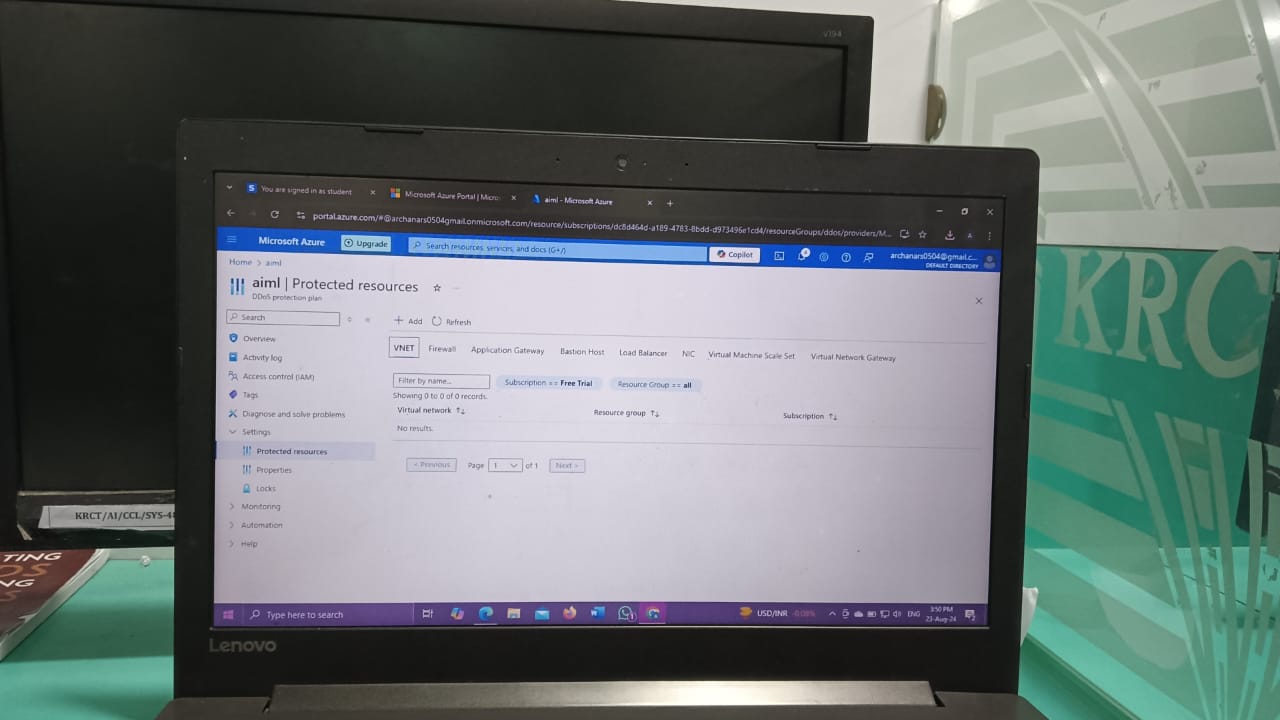 V194
You are signed in as student
Microsoft Azure Portal | Micro
aiml - Microsoft Azure
portal.azure.com/#@archanars0504gmail.onmicrosoft.com/resource/subscriptions/dc8d464d-a189-4783-8bdd-d973496e1cd4/resourceGroups/ddos/providers/M...
Microsoft Azure
Upgrade
Search resources, services, and docs (G+/)
Copilot
archanars0504@gmail.c...
DEFAULT DIRECTORY
Home > aiml
aiml | Protected resources
DDoS protection plan
Search
+ Add Refresh
Overview
Activity log
Access control (IAM)
Tags
Diagnose and solve problems
Settings
Protected resources
Properties
Locks
Monitoring
Automation
Help
VNET Firewall Application Gateway Bastion Host Load Balancer NIC Virtual Machine Scale Set Virtual Network Gateway
Filter by name...
Subscription == Free Trial
Resource Group == all
Showing 0 to 0 of 0 records.
Virtual network ↑↓ Resource group ↑↓ Subscription ↑↓
No results.
< Previous Page 1 of 1 Next >
Type here to search
USD/INR -0.08%
ENG
3:50 PM
23-Aug-24
Lenovo
KRCT/AI/CCL/SYS-48
TING
NG
KRC